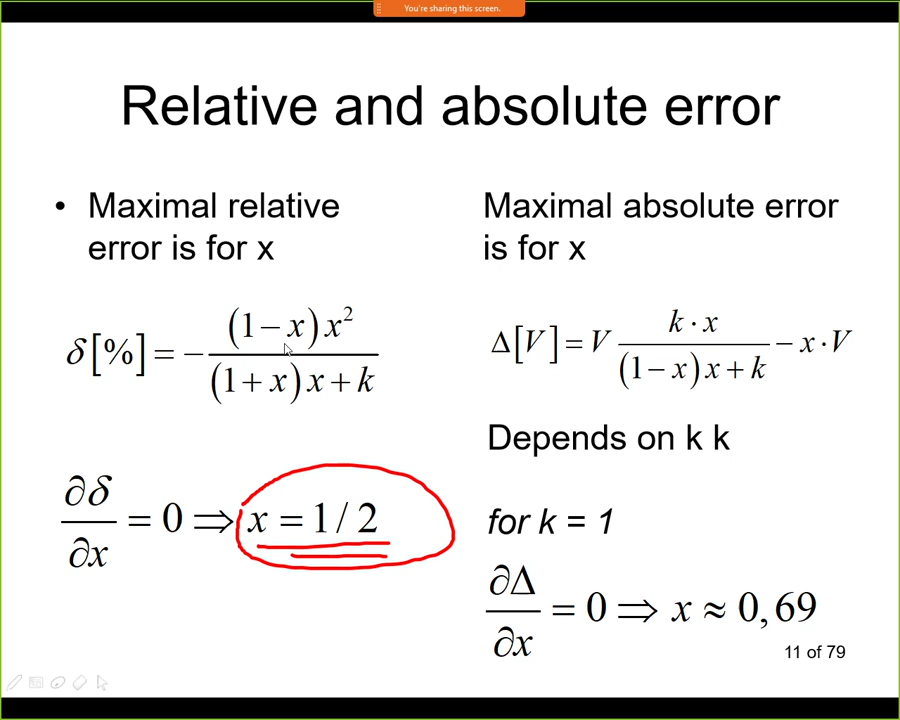 You're sharing this screen.
Relative and absolute error
• Maximal relative
error is for x
δ[%] = − (1−x)x² / (1+x)x+k
∂δ/∂x = 0 ⇒ x = 1/2
Maximal absolute error
is for x
Δ[V] = V k·x / (1−x)x+k − x·V
Depends on k k
for k = 1
∂Δ/∂x = 0 ⇒ x ≈ 0,69
11 of 79